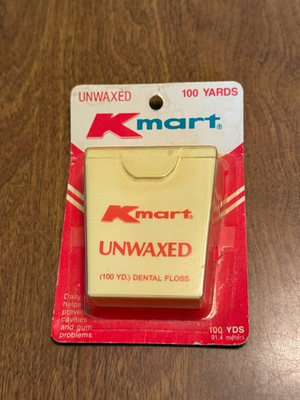 UNWAXED 100 YARDS
Kmart®
Kmart®
UNWAXED
(100 YD.) DENTAL FLOSS
Daily
helps
prevent
cavities
and gum
problems.
100 YDS
91.4 meters